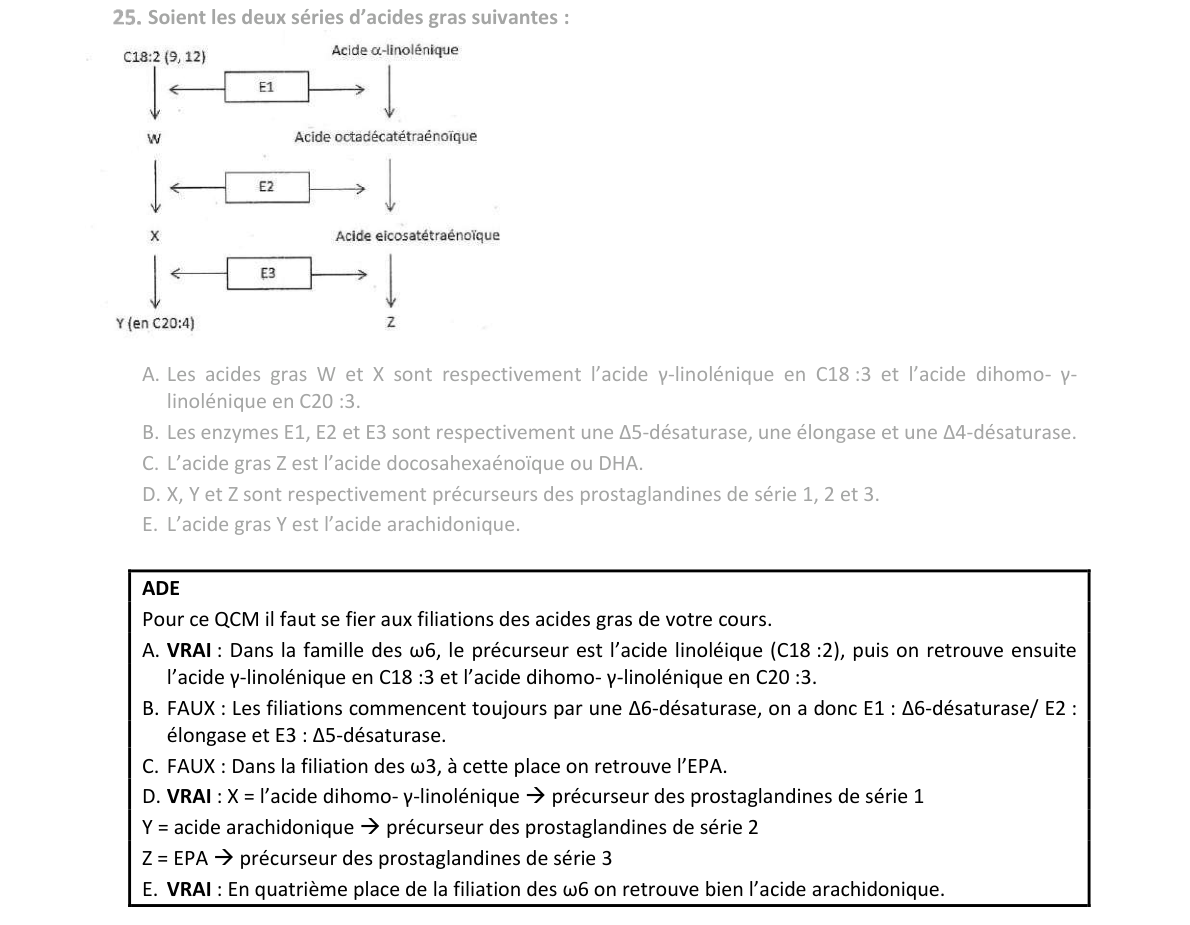 25. Soient les deux séries d’acides gras suivantes :
C18:2 (9, 12)
Acide α-linolénique
E1
W
Acide octadécatétraénoïque
E2
X
Acide eicosatétraénoïque
E3
Y (en C20:4)
Z
A. Les acides gras W et X sont respectivement l’acide γ-linolénique en C18 :3 et l’acide dihomo- γ-
linolénique en C20 :3.
B. Les enzymes E1, E2 et E3 sont respectivement une Δ5-désaturase, une élongase et une Δ4-désaturase.
C. L’acide gras Z est l’acide docosahexaénoïque ou DHA.
D. X, Y et Z sont respectivement précurseurs des prostaglandines de série 1, 2 et 3.
E. L’acide gras Y est l’acide arachidonique.
ADE
Pour ce QCM il faut se fier aux filiations des acides gras de votre cours.
A. VRAI : Dans la famille des ω6, le précurseur est l’acide linoléique (C18 :2), puis on retrouve ensuite
l’acide γ-linolénique en C18 :3 et l’acide dihomo- γ-linolénique en C20 :3.
B. FAUX : Les filiations commencent toujours par une Δ6-désaturase, on a donc E1 : Δ6-désaturase/ E2 :
élongase et E3 : Δ5-désaturase.
C. FAUX : Dans la filiation des ω3, à cette place on retrouve l’EPA.
D. VRAI : X = l’acide dihomo- γ-linolénique → précurseur des prostaglandines de série 1
Y = acide arachidonique → précurseur des prostaglandines de série 2
Z = EPA → précurseur des prostaglandines de série 3
E. VRAI : En quatrième place de la filiation des ω6 on retrouve bien l’acide arachidonique.